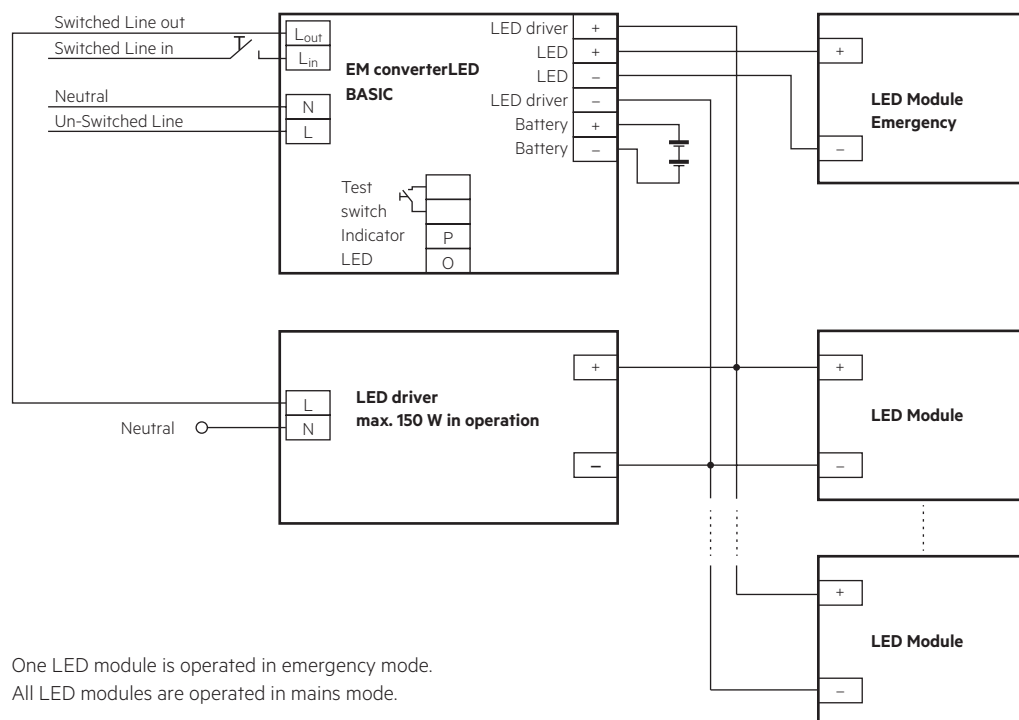 Switched Line out
Switched Line in
Neutral
Un-Switched Line
Lout
Lin
N
L
EM converterLED
BASIC
LED driver +
LED +
LED –
LED driver –
Battery +
Battery –
Test
switch
Indicator P
LED O
+
LED Module
Emergency
–
LED driver
max. 150 W in operation
L
N
Neutral
+
–
+
LED Module
–
+
LED Module
–
One LED module is operated in emergency mode.
All LED modules are operated in mains mode.